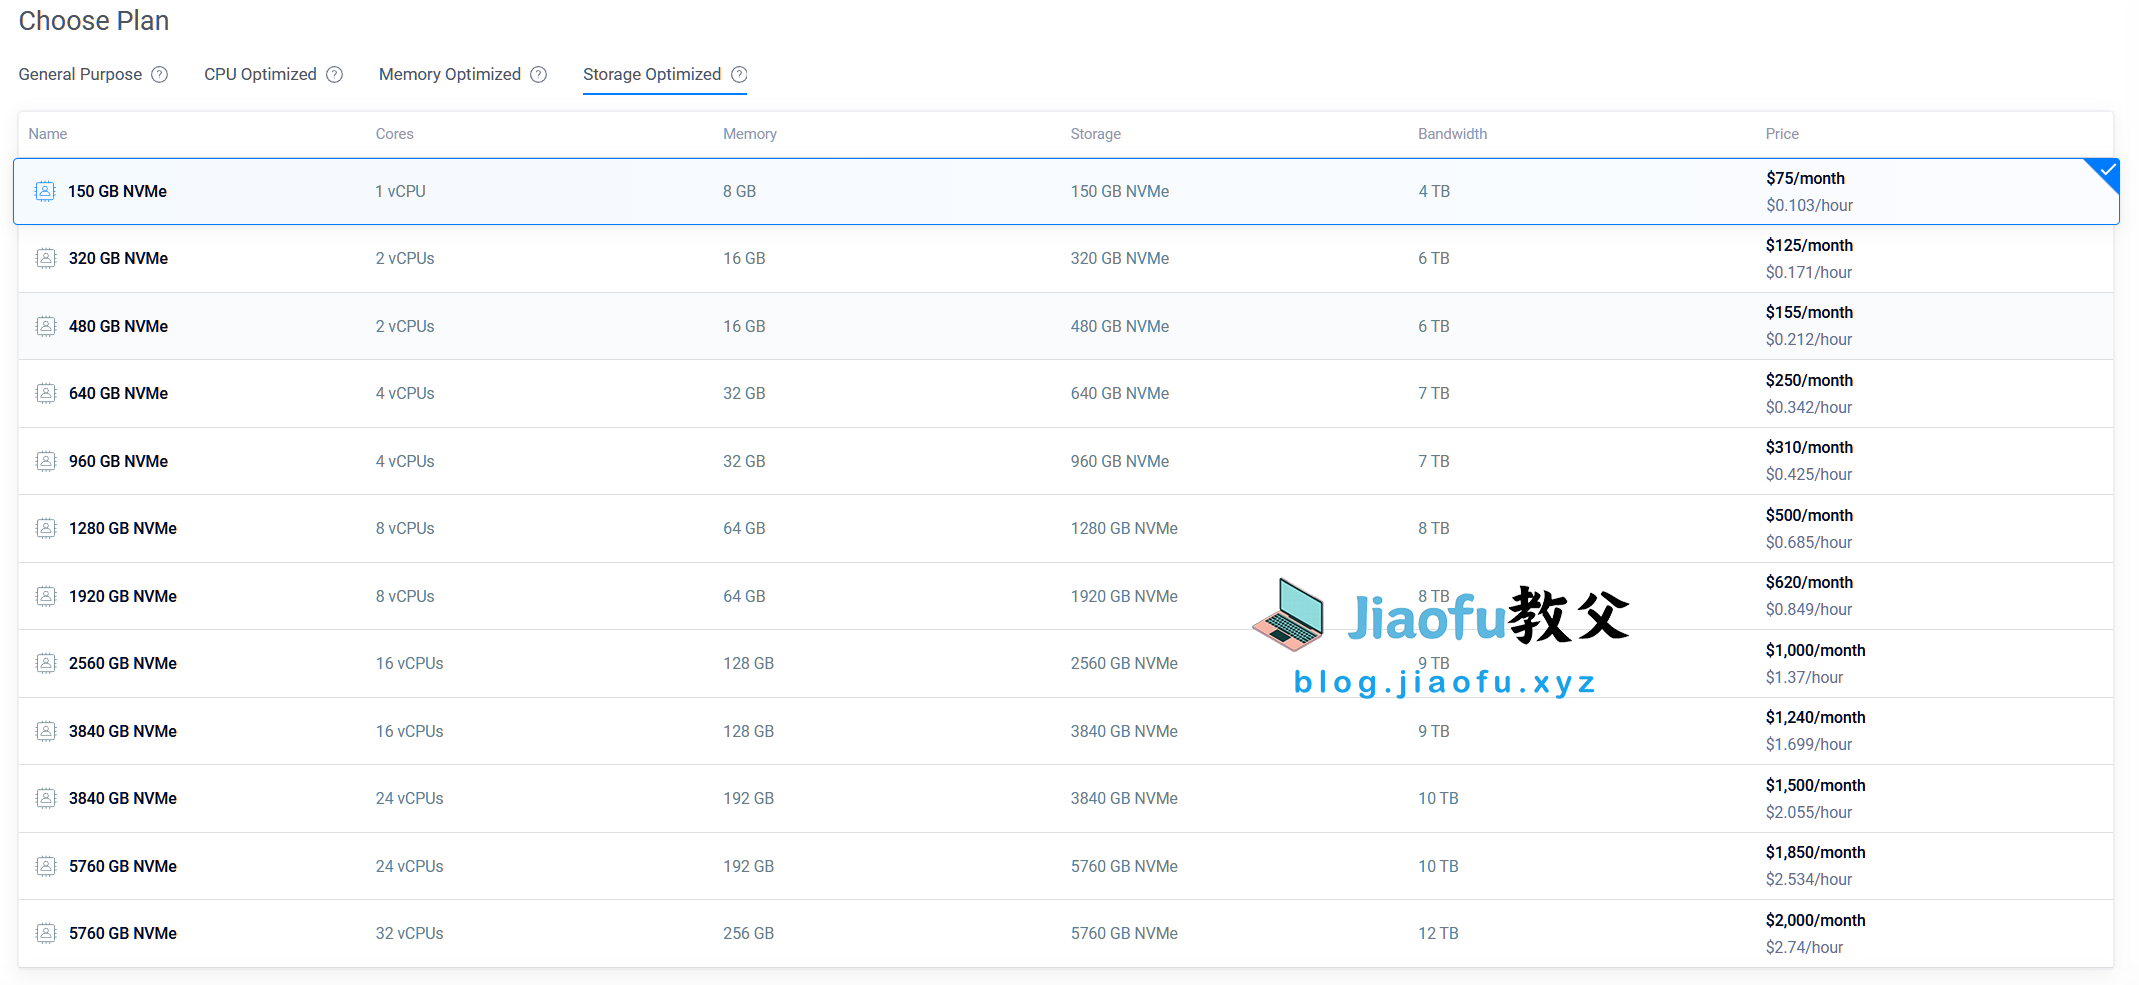 Choose Plan
General Purpose ? CPU Optimized ? Memory Optimized ? Storage Optimized ?
Name Cores Memory Storage Bandwidth Price
150 GB NVMe 1 vCPU 8 GB 150 GB NVMe 4 TB $75/month
$0.103/hour
320 GB NVMe 2 vCPUs 16 GB 320 GB NVMe 6 TB $125/month
$0.171/hour
480 GB NVMe 2 vCPUs 16 GB 480 GB NVMe 6 TB $155/month
$0.212/hour
640 GB NVMe 4 vCPUs 32 GB 640 GB NVMe 7 TB $250/month
$0.342/hour
960 GB NVMe 4 vCPUs 32 GB 960 GB NVMe 7 TB $310/month
$0.425/hour
1280 GB NVMe 8 vCPUs 64 GB 1280 GB NVMe 8 TB $500/month
$0.685/hour
1920 GB NVMe 8 vCPUs 64 GB 1920 GB NVMe 8 TB $620/month
$0.849/hour
Jiaofu教父
2560 GB NVMe 16 vCPUs 128 GB 2560 GB NVMe 9 TB $1,000/month
$1.37/hour
blog.jiaofu.xyz
3840 GB NVMe 16 vCPUs 128 GB 3840 GB NVMe 9 TB $1,240/month
$1.699/hour
3840 GB NVMe 24 vCPUs 192 GB 3840 GB NVMe 10 TB $1,500/month
$2.055/hour
5760 GB NVMe 24 vCPUs 192 GB 5760 GB NVMe 10 TB $1,850/month
$2.534/hour
5760 GB NVMe 32 vCPUs 256 GB 5760 GB NVMe 12 TB $2,000/month
$2.74/hour